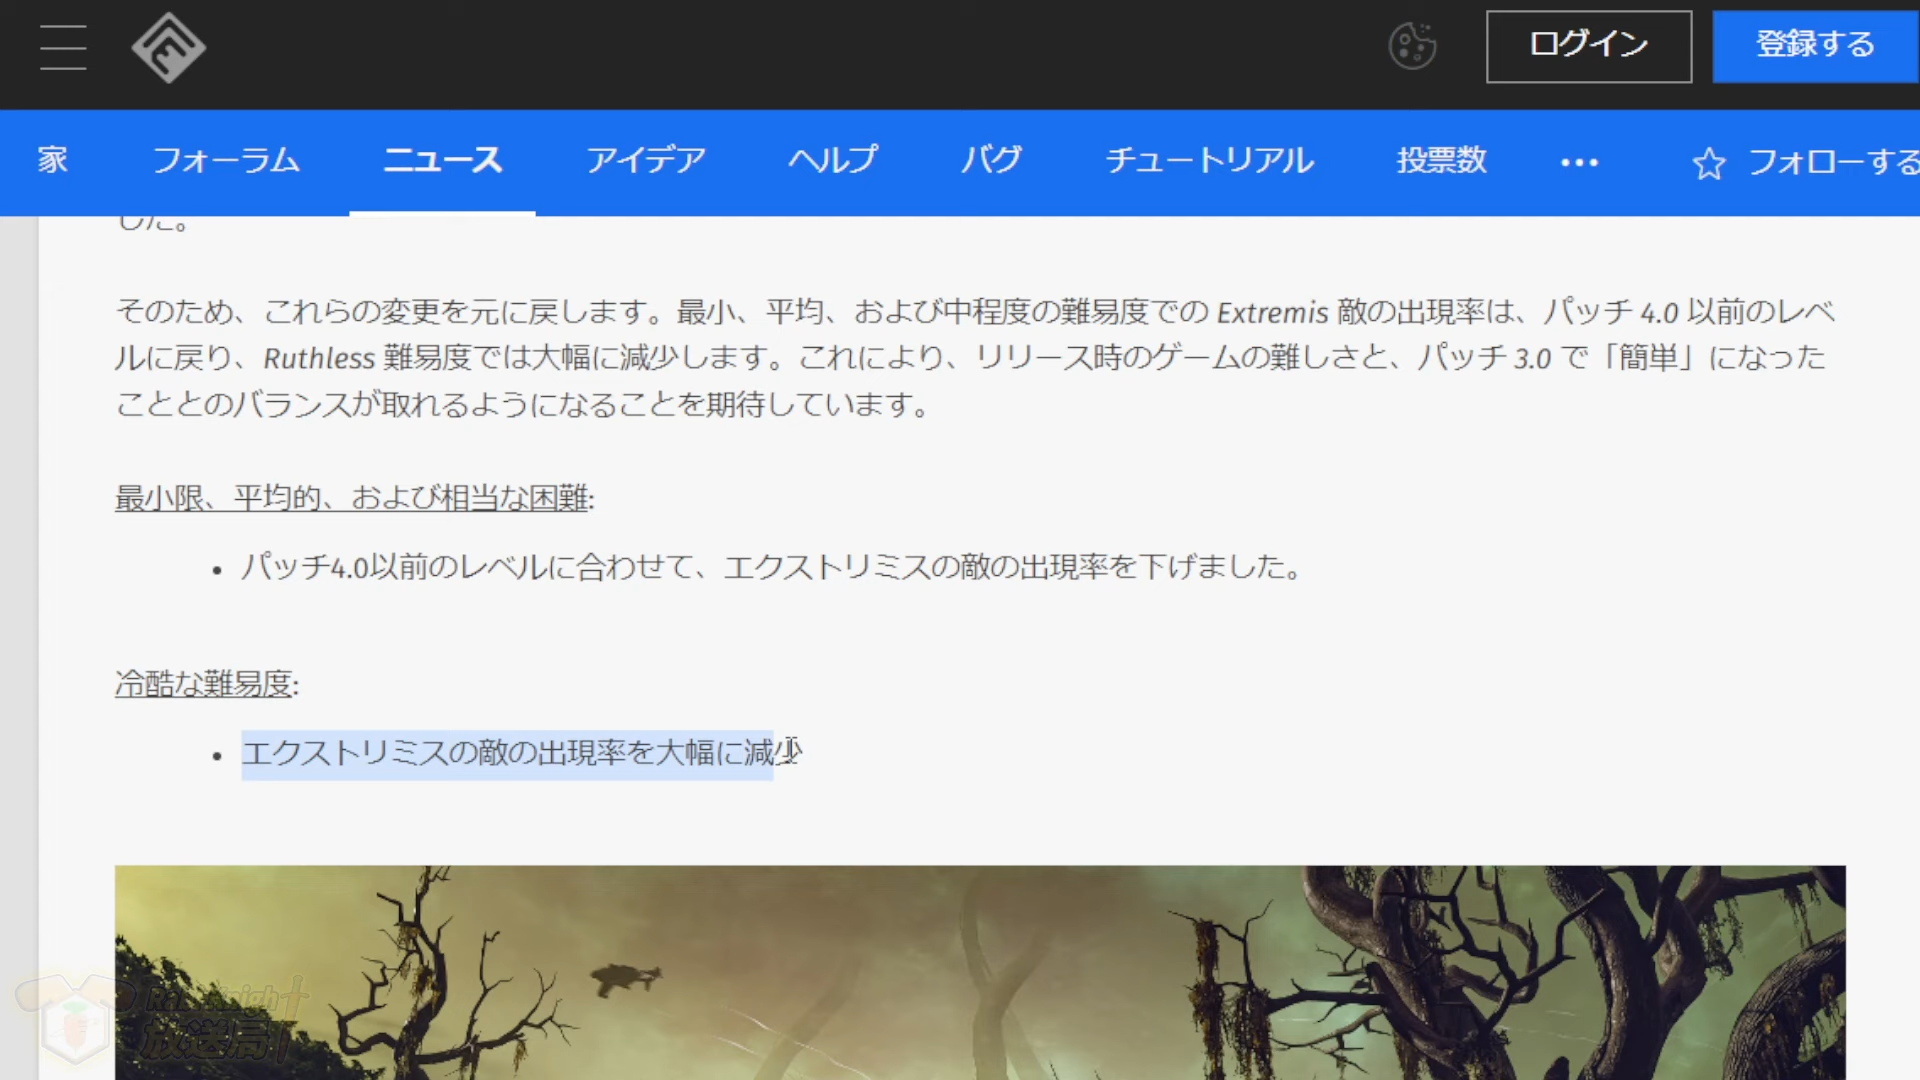 ログイン
登録する
家
フォーラム
ニュース
アイデア
ヘルプ
バグ
チュートリアル
投票数
•••
フォローする
した。
そのため、これらの変更を元に戻します。最小、平均、および中程度の難易度での Extremis 敵の出現率は、パッチ 4.0 以前のレベ
ルに戻り、Ruthless 難易度では大幅に減少します。これにより、リリース時のゲームの難しさと、パッチ 3.0 で「簡単」になった
こととのバランスが取れるようになることを期待しています。
最小限、平均的、および相当な困難:
• パッチ4.0以前のレベルに合わせて、エクストリミスの敵の出現率を下げました。
冷酷な難易度:
• エクストリミスの敵の出現率を大幅に減少
放送局